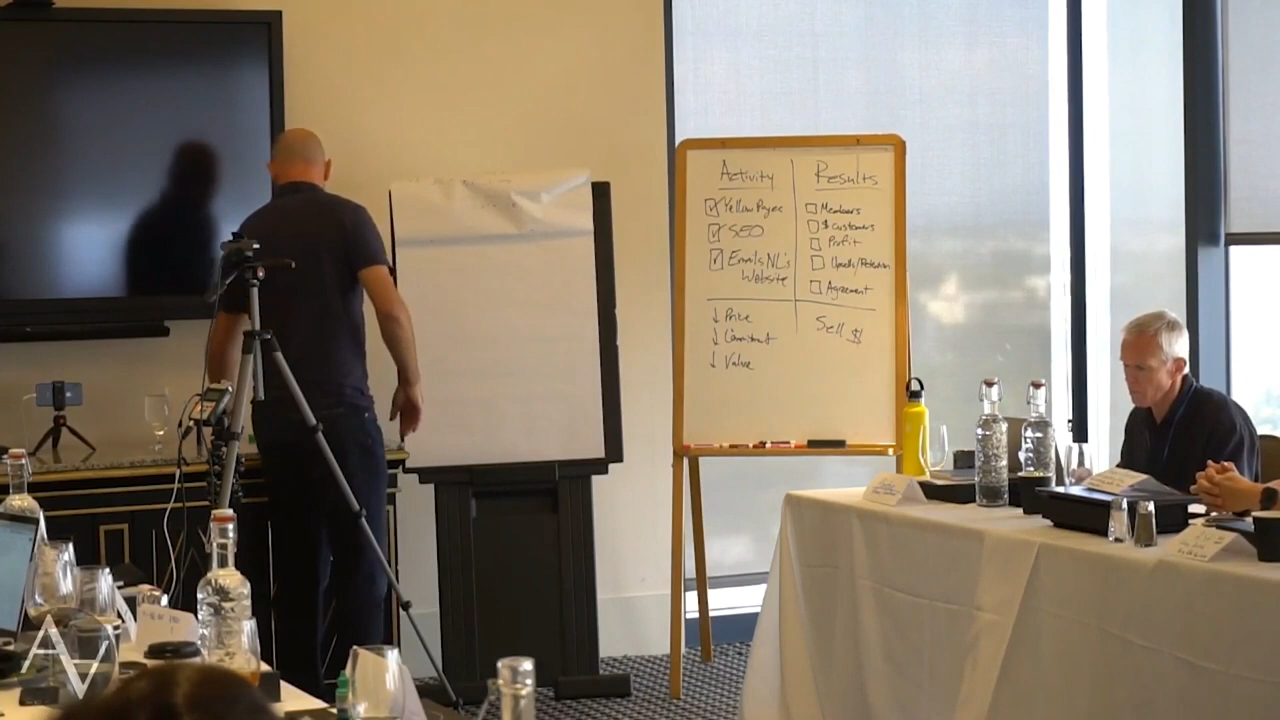 Activity
Results
Yellow Pages
SEO
Emails NL's
Website
Members
$ customers
Profit
Upsells/Retention
Agreement
↓ Price
↓ Commitment
↓ Value
Sell $